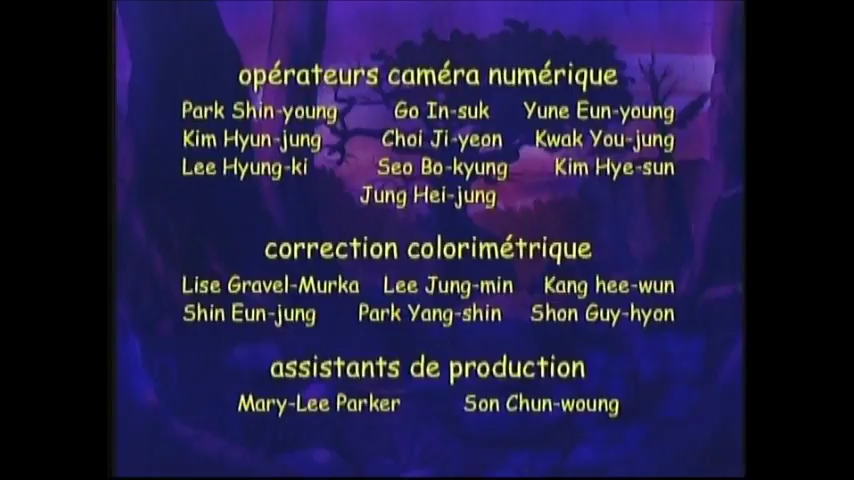 opérateurs caméra numérique
Park Shin-young Go In-suk Yune Eun-young
Kim Hyun-jung Choi Ji-yeon Kwak You-jung
Lee Hyung-ki Seo Bo-kyung Kim Hye-sun
Jung Hei-jung
correction colorimétrique
Lise Gravel-Murka Lee Jung-min Kang hee-wun
Shin Eun-jung Park Yang-shin Shon Guy-hyon
assistants de production
Mary-Lee Parker Son Chun-woung